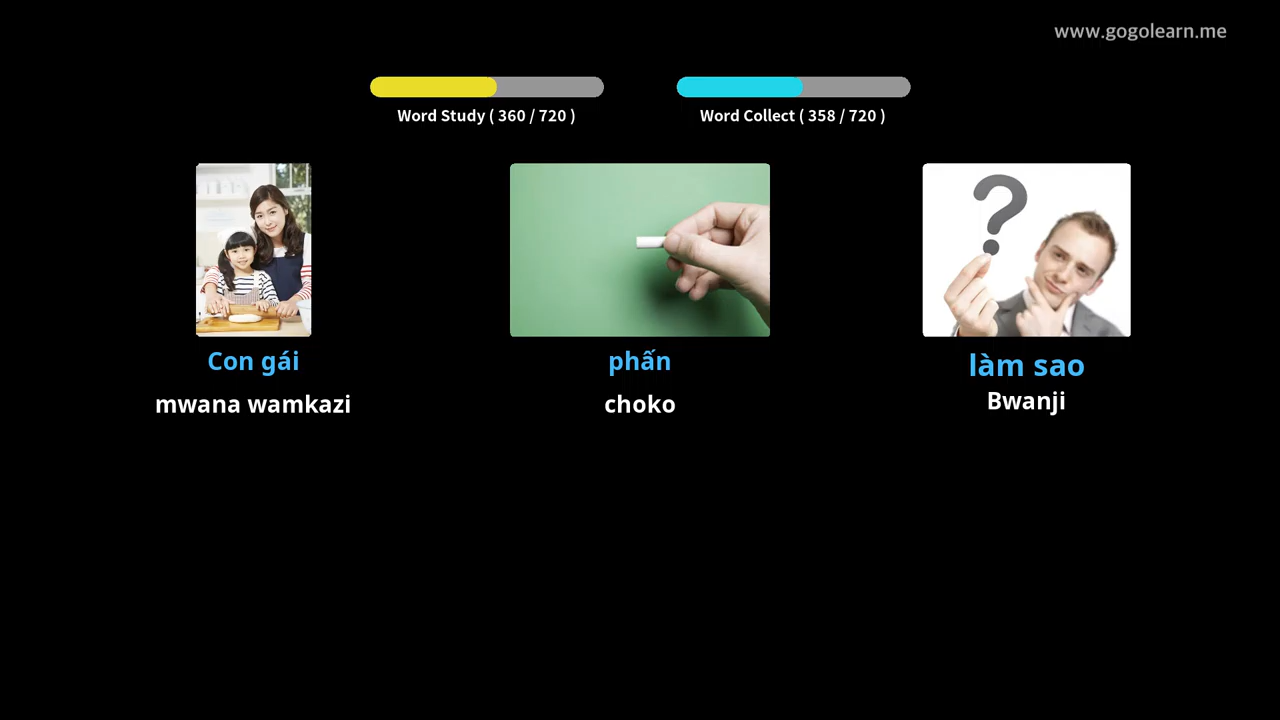 www.gogolearn.me
Word Study ( 360 / 720 )
Word Collect ( 358 / 720 )
Con gái
phấn
làm sao
mwana wamkazi
choko
Bwanji